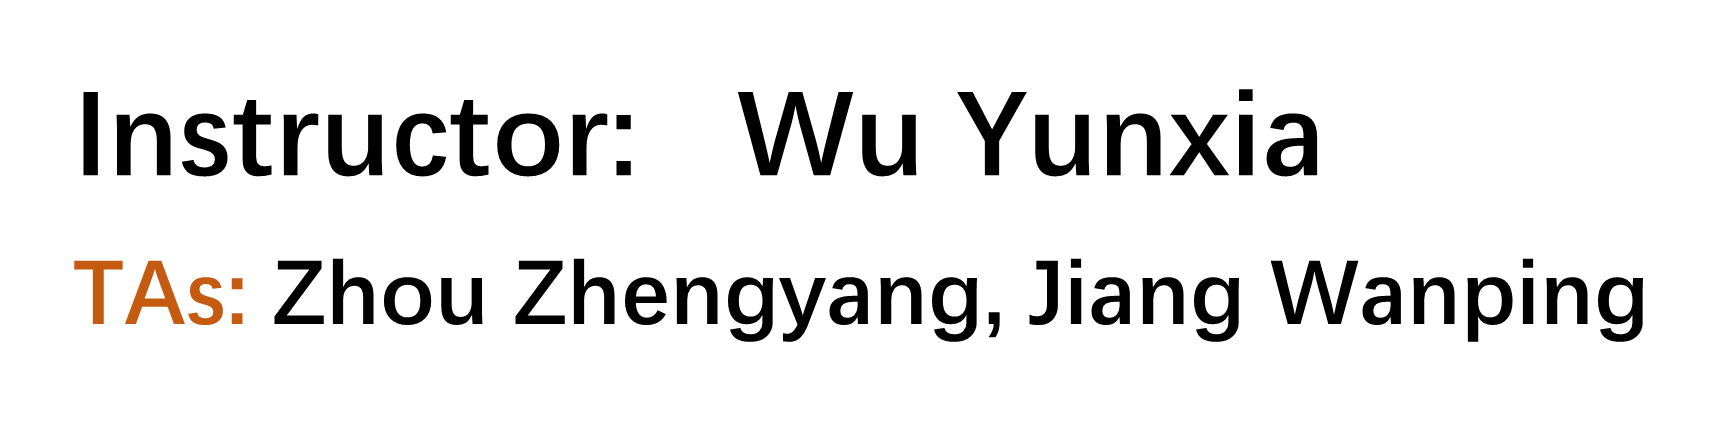 Instructor: Wu Yunxia
TAs: Zhou Zhengyang, Jiang Wanping